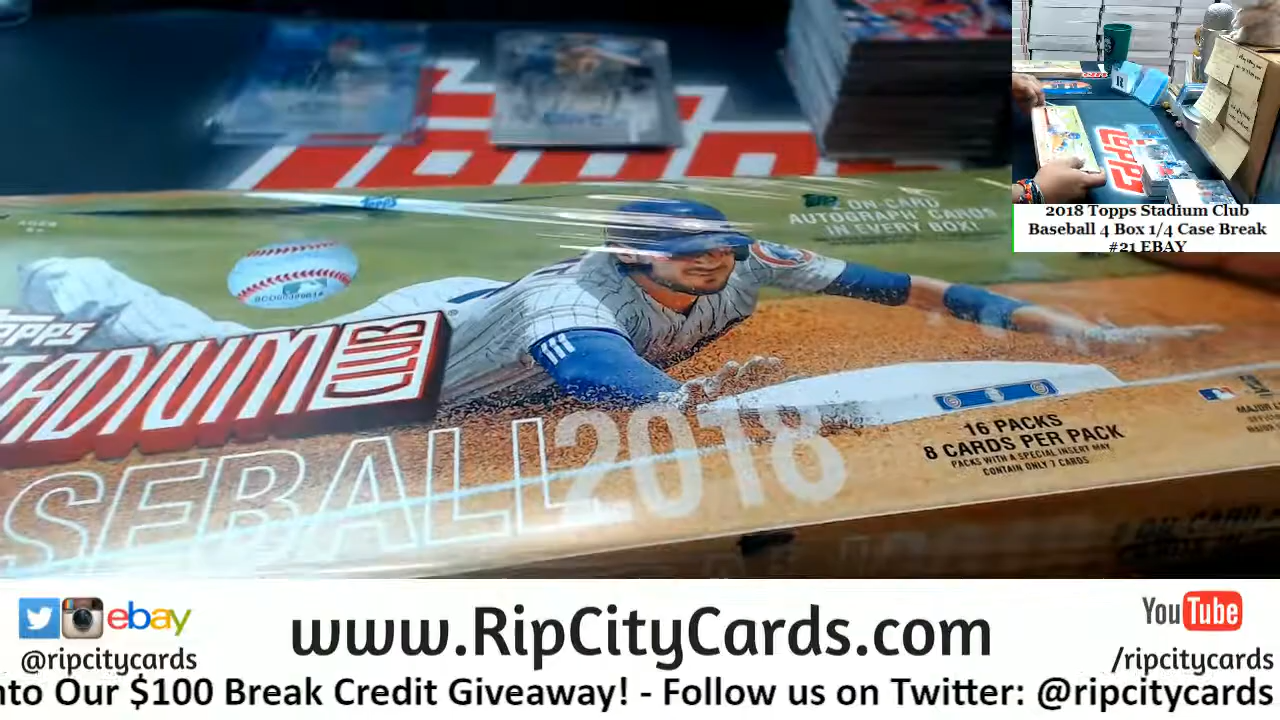 2018 Topps Stadium Club
Baseball 4 Box 1/4 Case Break
#21 EBAY
topps
ON-CARD
AUTOGRAPH CARDS
IN EVERY BOX!
TOPPS
TADIUM CLUB
SEBALL 2018
16 PACKS
8 CARDS PER PACK
PACKS WITH A SPECIAL INSERT MAY
CONTAIN ONLY 7 CARDS.
ebay
@ripcitycards
www.RipCityCards.com
YouTube
/ripcitycards
nto Our $100 Break Credit Giveaway! - Follow us on Twitter: @ripcitycards